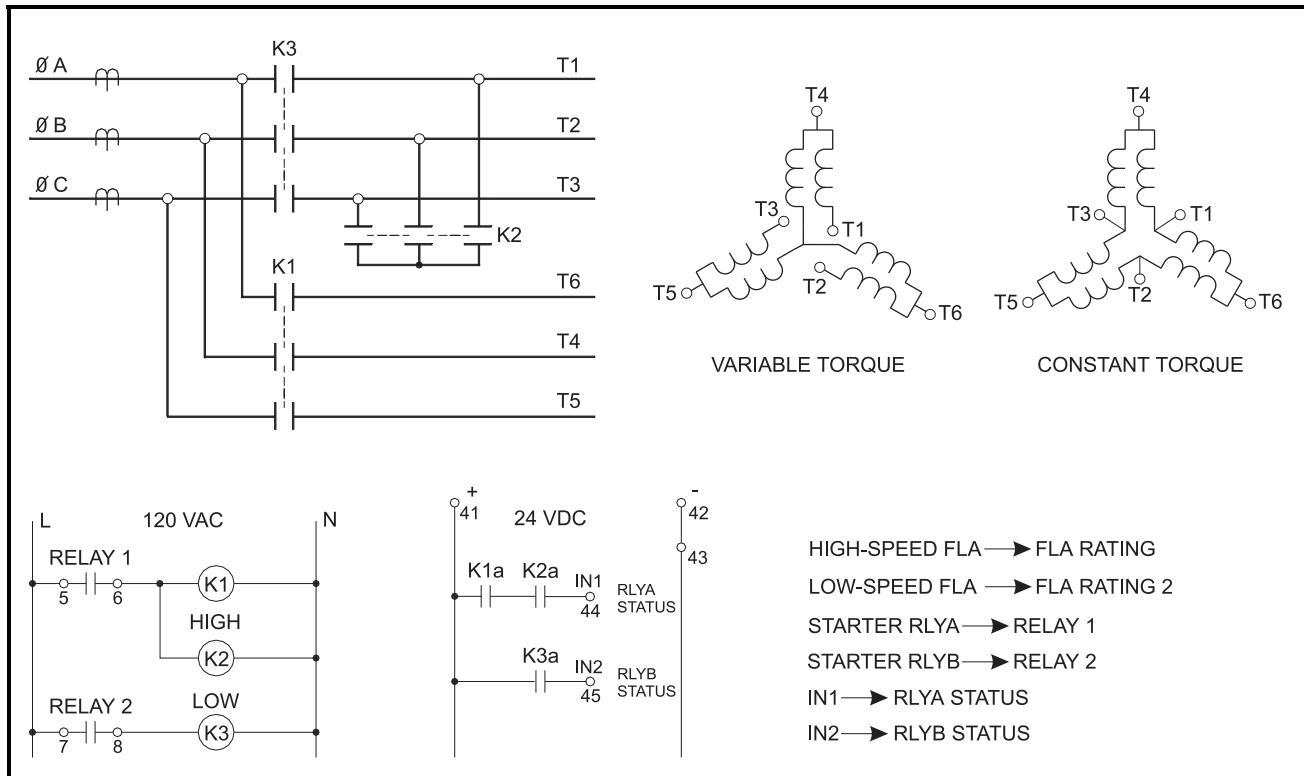 K3
Ø A
T1
Ø B
T2
Ø C
T3
K2
K1
T6
T4
T5
T4
T3
T1
T2
T5
T6
VARIABLE TORQUE
T4
T3
T1
T2
T5
T6
CONSTANT TORQUE
L
120 VAC
N
RELAY 1
5
6
K1
HIGH
K2
RELAY 2
LOW
7
8
K3
+
41
24 VDC
-
42
43
K1a
K2a
IN1
44
RLYA
STATUS
K3a
IN2
45
RLYB
STATUS
HIGH-SPEED FLA → FLA RATING
LOW-SPEED FLA → FLA RATING 2
STARTER RLYA → RELAY 1
STARTER RLYB → RELAY 2
IN1 → RLYA STATUS
IN2 → RLYB STATUS